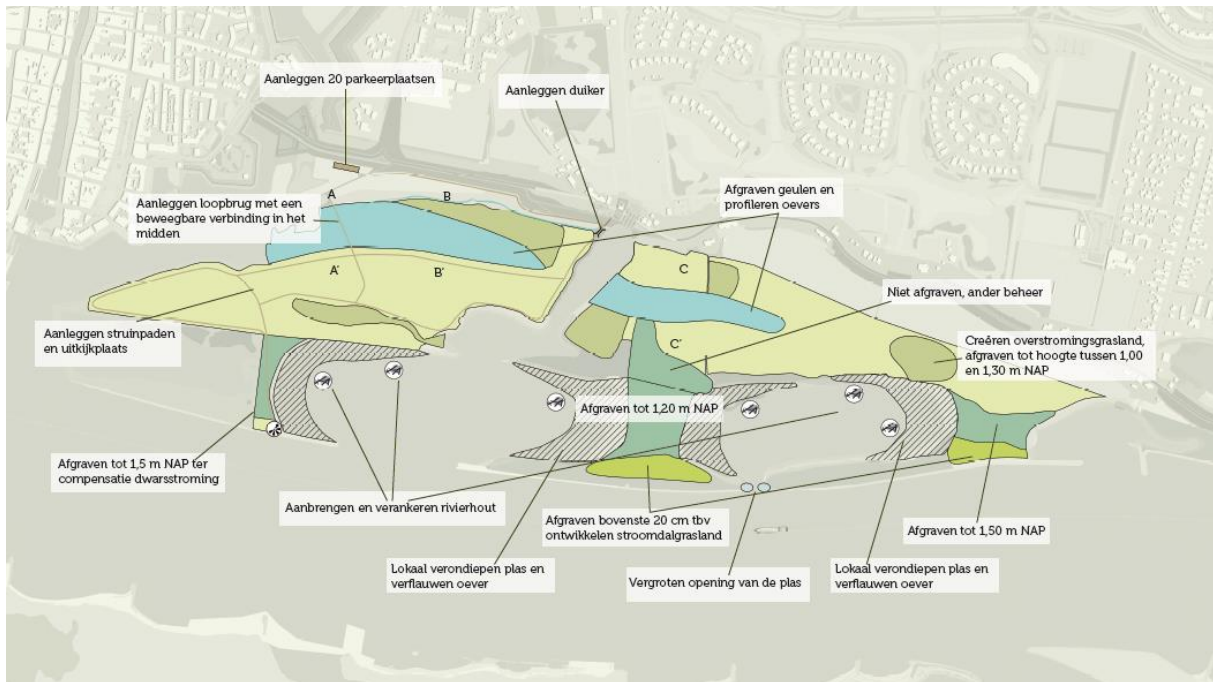 Aanleggen 20 parkeerplaatsen
Aanleggen duiker
A
B
Aanleggen loopbrug met een
beweegbare verbinding in het
midden
Afgraven geulen en
profileren oevers
A'
B'
C
Niet afgraven, ander beheer
Aanleggen struinpaden
en uitkijkplaats
C'
Creëren overstromingsgrasland,
afgraven tot hoogte tussen 1,00
en 1,30 m NAP
Afgraven tot 1,20 m NAP
Afgraven tot 1,5 m NAP ter
compensatie dwarsstroming
Aanbrengen en verankeren rivierhout
Afgraven bovenste 20 cm tbv
ontwikkelen stroomdalgrasland
Afgraven tot 1,50 m NAP
Lokaal verondiepen plas en
verflauwen oever
Vergroten opening van de plas
Lokaal verondiepen plas en
verflauwen oever